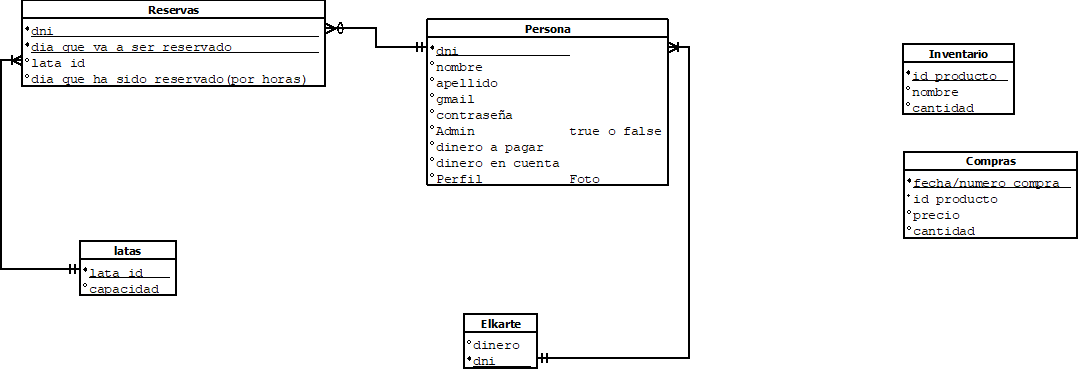 Reservas
dni
dia que va a ser reservado
lata id
dia que ha sido reservado(por horas)
Persona
dni
nombre
apellido
gmail
contraseña
Admin true o false
dinero a pagar
dinero en cuenta
Perfil Foto
Inventario
id producto
nombre
cantidad
Compras
fecha/numero compra
id producto
precio
cantidad
latas
lata id
capacidad
Elkarte
dinero
dni